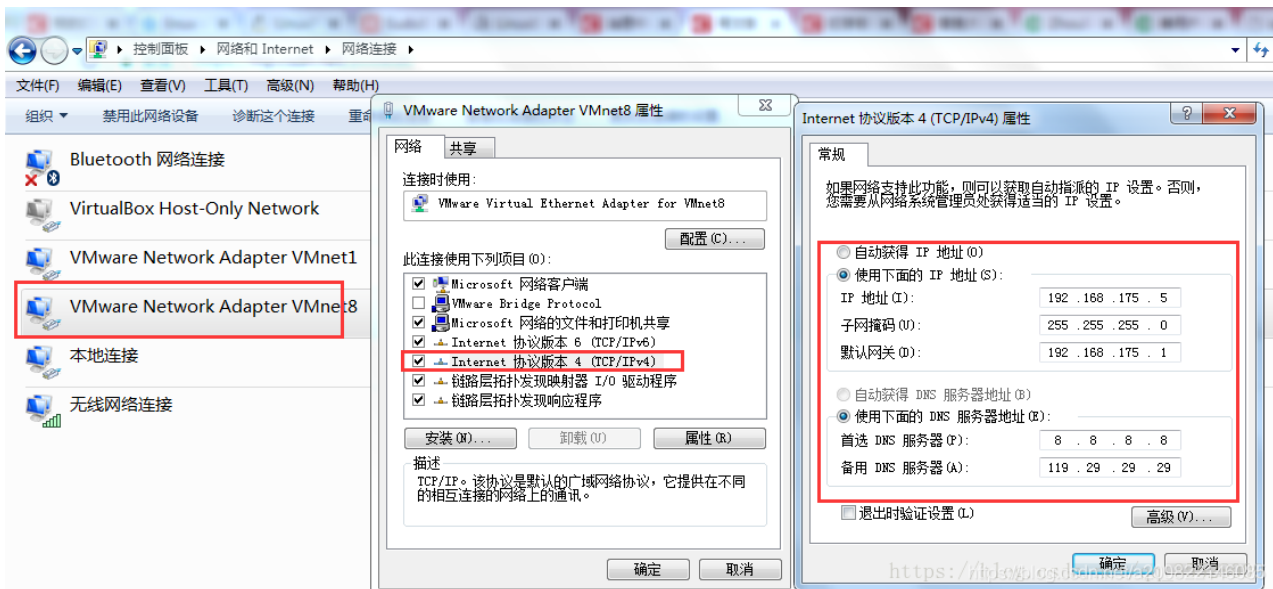 控制面板 ▸ 网络和 Internet ▸ 网络连接 ▸
文件(F) 编辑(E) 查看(V) 工具(T) 高级(N) 帮助(H)
组织 禁用此网络设备 诊断这个连接
Bluetooth 网络连接
VirtualBox Host-Only Network
VMware Network Adapter VMnet1
VMware Network Adapter VMnet8
本地连接
无线网络连接
VMware Network Adapter VMnet8 属性
网络 共享
连接时使用:
VMware Virtual Ethernet Adapter for VMnet8
配置(C)...
此连接使用下列项目(O):
Microsoft 网络客户端
VMware Bridge Protocol
Microsoft 网络的文件和打印机共享
Internet 协议版本 6 (TCP/IPv6)
Internet 协议版本 4 (TCP/IPv4)
链路层拓扑发现映射器 I/O 驱动程序
链路层拓扑发现响应程序
安装(N)... 卸载(U) 属性(R)
描述
TCP/IP。该协议是默认的广域网络协议，它提供在不同
的相互连接的网络上的通讯。
确定 取消
Internet 协议版本 4 (TCP/IPv4) 属性
常规
如果网络支持此功能，则可以获取自动指派的 IP 设置。否则，
您需要从网络系统管理员处获得适当的 IP 设置。
自动获得 IP 地址(O)
使用下面的 IP 地址(S):
IP 地址(I): 192 .168 .175 . 5
子网掩码(U): 255 .255 .255 . 0
默认网关(D): 192 .168 .175 . 1
自动获得 DNS 服务器地址(B)
使用下面的 DNS 服务器地址(E):
首选 DNS 服务器(P): 8 . 8 . 8 . 8
备用 DNS 服务器(A): 119 . 29 . 29 . 29
退出时验证设置(L)
高级(V)...
确定 取消